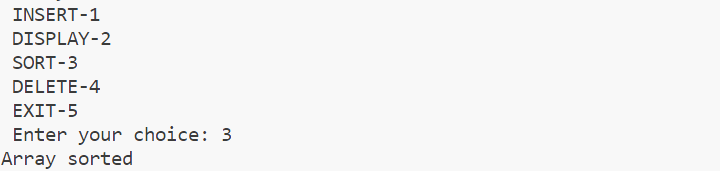 INSERT-1
DISPLAY-2
SORT-3
DELETE-4
EXIT-5
Enter your choice: 3
Array sorted